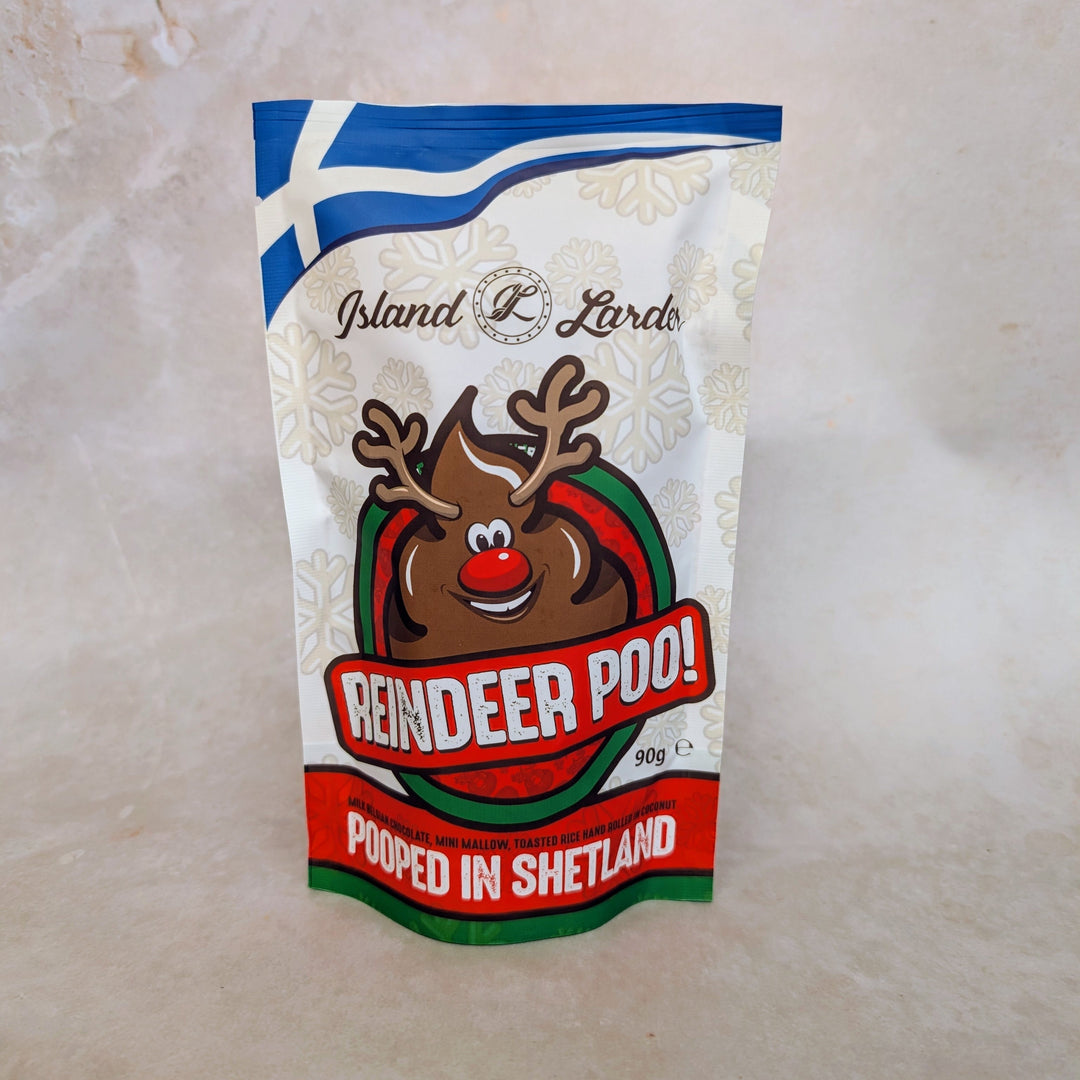 Island IL Larder
REINDEER POO!
90g ℮
MILK BELGIAN CHOCOLATE, MINI MALLOW, TOASTED RICE HAND ROLLED IN COCONUT
POOPED IN SHETLAND